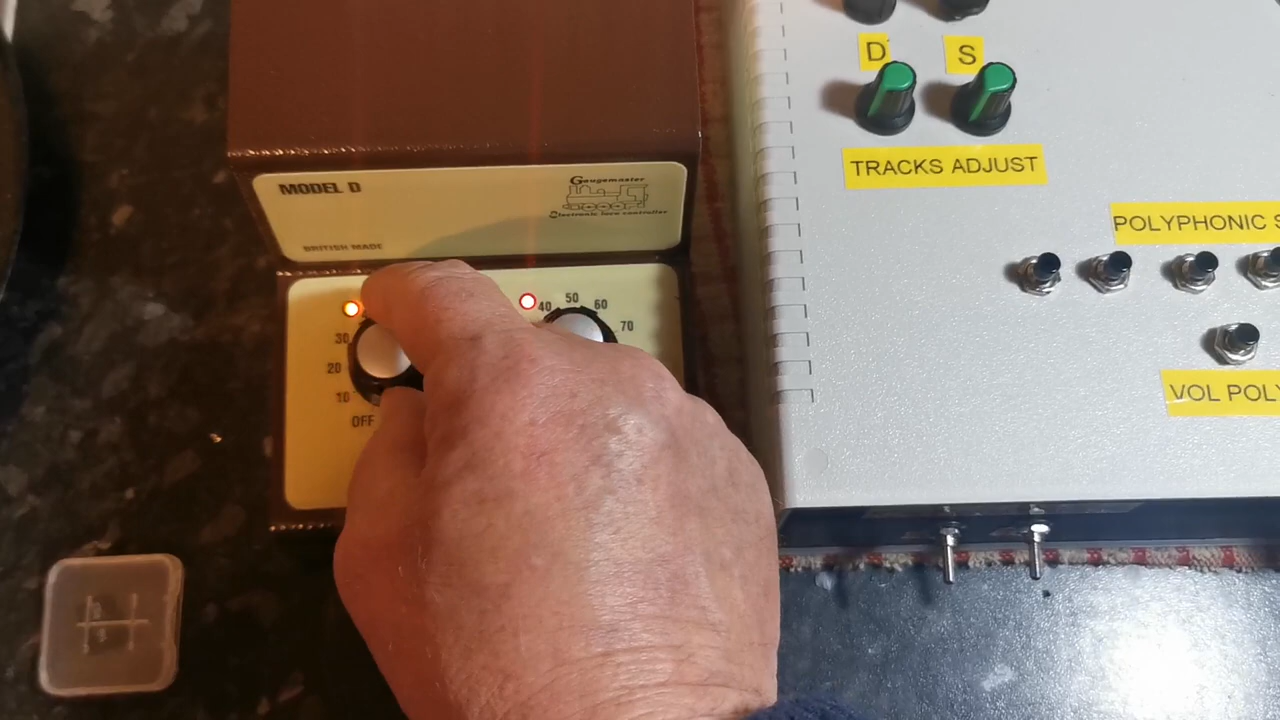 D S
TRACKS ADJUST
MODEL D
Gaugemaster
Electronic loco controller
BRITISH MADE
POLYPHONIC S
40 50 60
70
30
20
10
OFF
VOL POLY